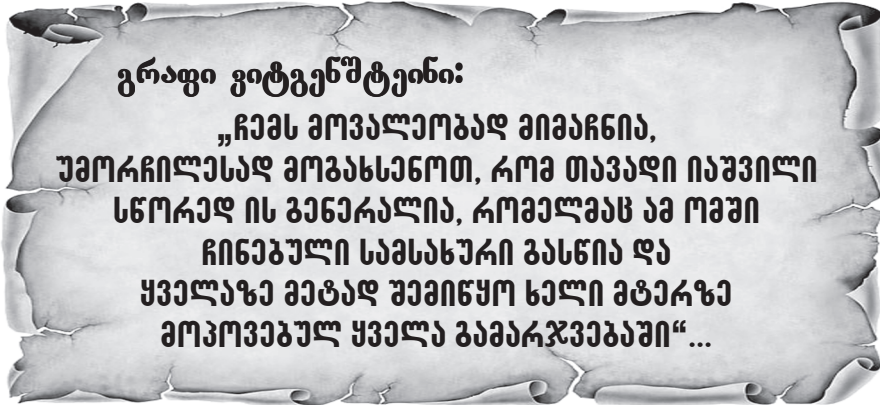 გრაფი ვიტგენშტეინი:
„ჩემს მოვალეობად მიმაჩნია,
უმორჩილესად მოგახსენოთ, რომ თავადი იაშვილი
სწორედ ის გენერალია, რომელმაც ამ ომში
ჩინებული სამსახური გასწია და
ყველაზე მეტად შემიწყო ხელი მტერზე
მოპოვებულ ყველა გამარჯვებაში“...